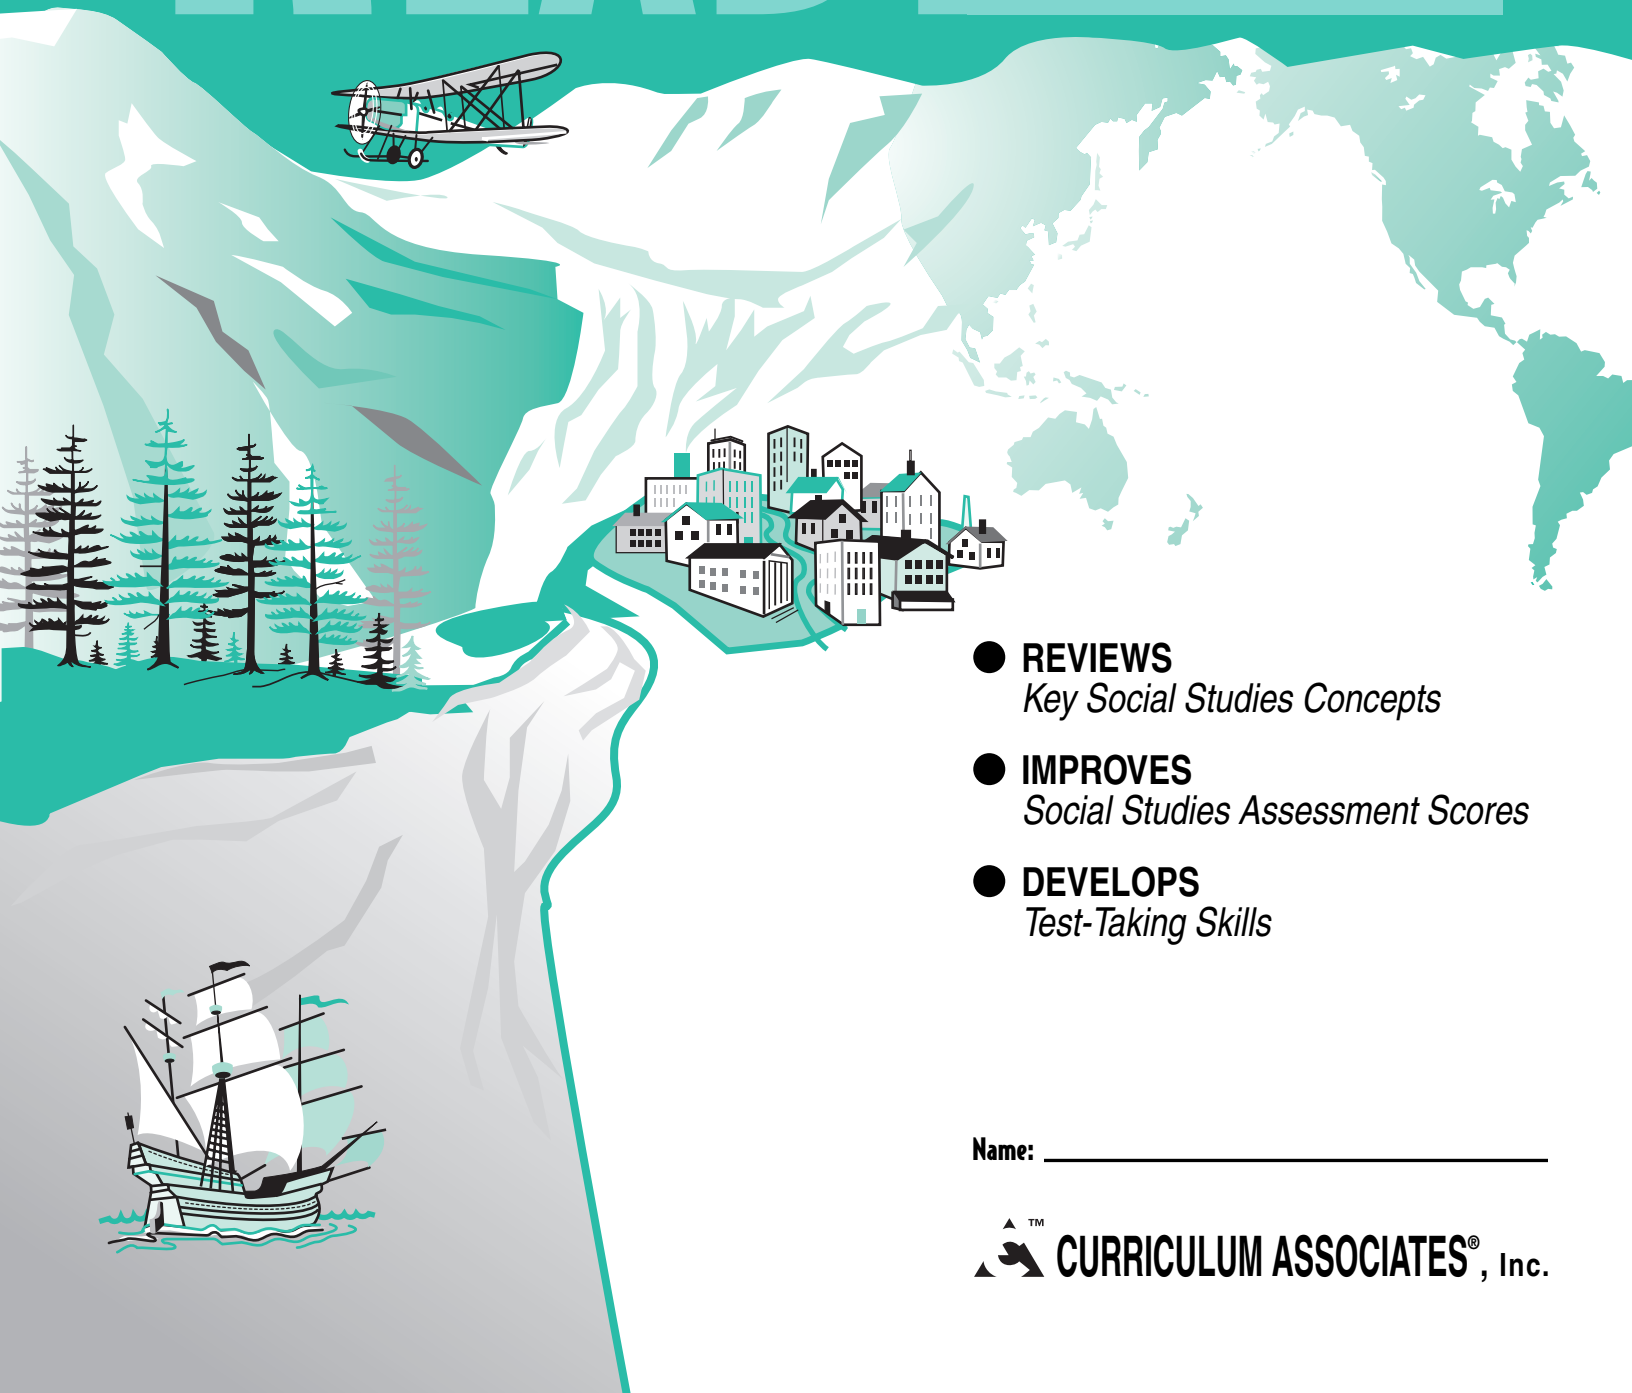 ● REVIEWS
Key Social Studies Concepts
● IMPROVES
Social Studies Assessment Scores
● DEVELOPS
Test-Taking Skills
Name:
™ CURRICULUM ASSOCIATES®, Inc.